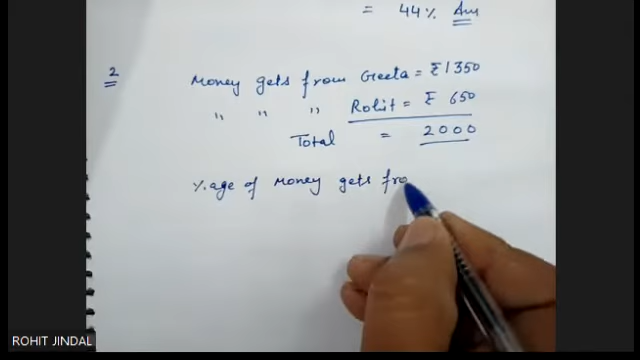 = 44% Ans
2 Money gets from Geeta = ₹1350
" " " Rohit = ₹ 650
Total = 2000
%age of Money gets fro
ROHIT JINDAL